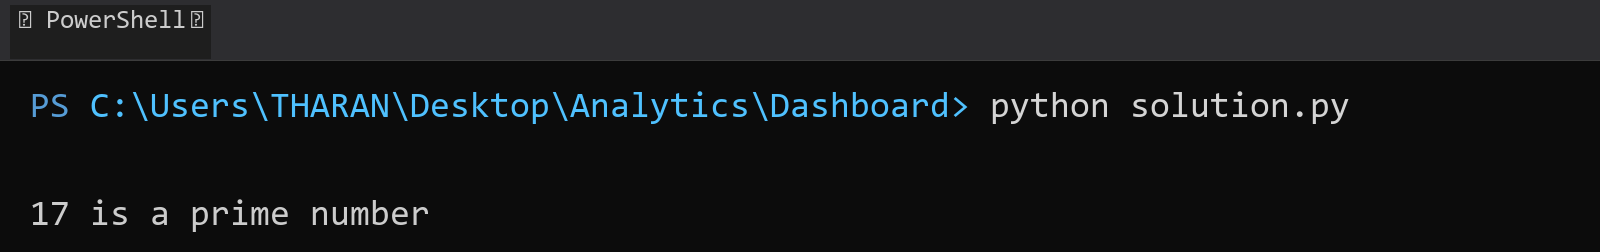 PowerShell
PS C:\Users\THARAN\Desktop\Analytics\Dashboard> python solution.py
17 is a prime number